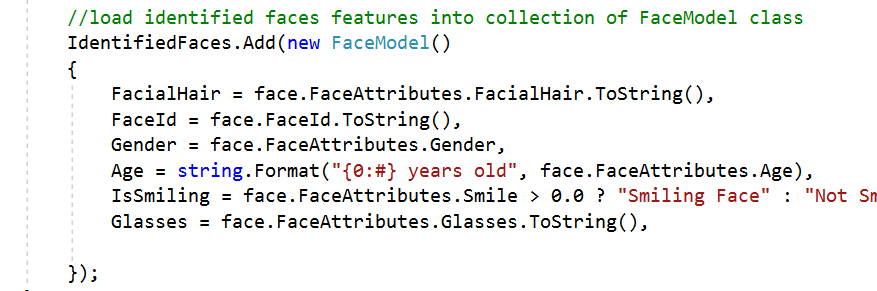 //load identified faces features into collection of FaceModel class
IdentifiedFaces.Add(new FaceModel()
{
FacialHair = face.FaceAttributes.FacialHair.ToString(),
FaceId = face.FaceId.ToString(),
Gender = face.FaceAttributes.Gender,
Age = string.Format("{0:#} years old", face.FaceAttributes.Age),
IsSmiling = face.FaceAttributes.Smile > 0.0 ? "Smiling Face" : "Not
Glasses = face.FaceAttributes.Glasses.ToString(),
});